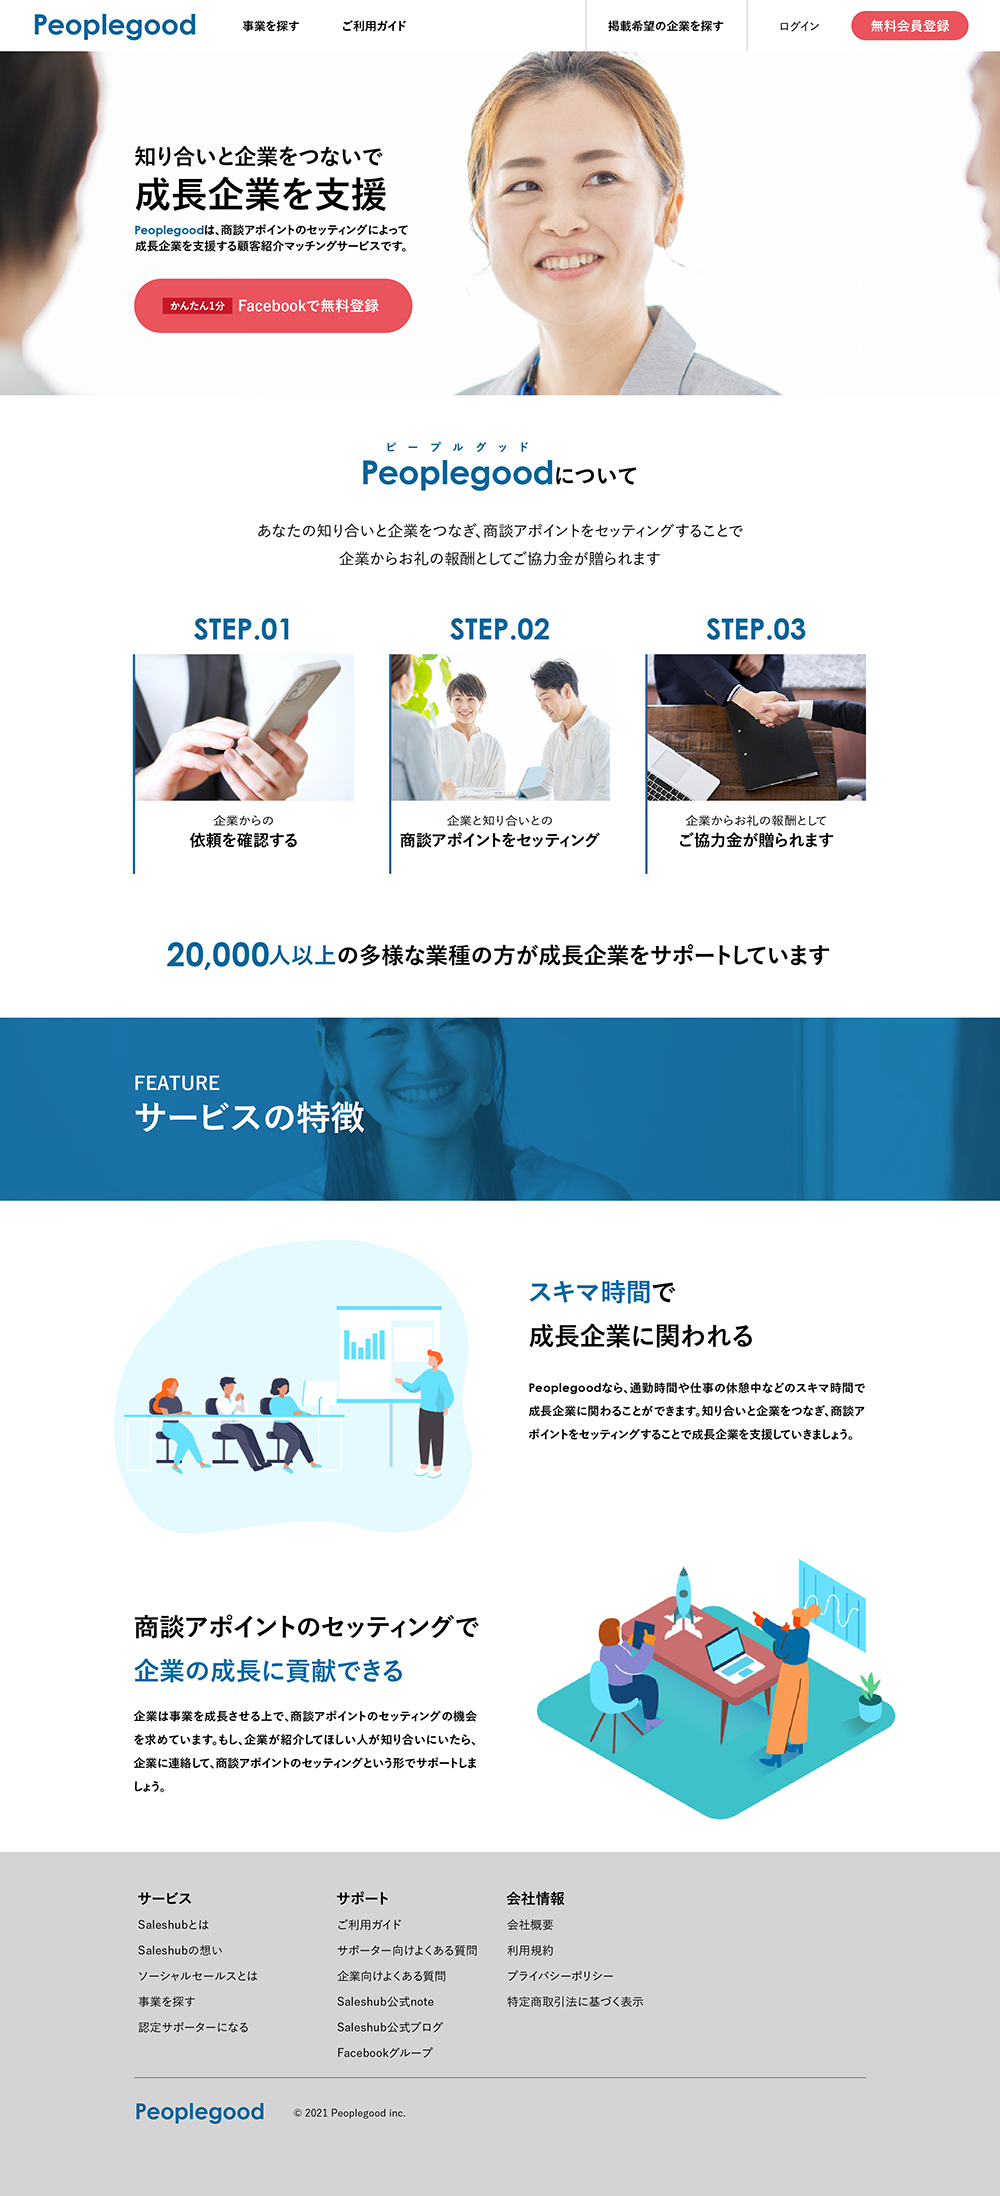 Peoplegood
事業を探す
ご利用ガイド
掲載希望の企業を探す
ログイン
無料会員登録
知り合いと企業をつないで
成長企業を支援
Peoplegoodは、商談アポイントのセッティングによって
成長企業を支援する顧客紹介マッチングサービスです。
かんたん1分 Facebookで無料登録
ピープルグッド
Peoplegoodについて
あなたの知り合いと企業をつなぎ、商談アポイントをセッティングすることで
企業からお礼の報酬としてご協力金が贈られます
STEP.01
企業からの
依頼を確認する
STEP.02
企業と知り合いとの
商談アポイントをセッティング
STEP.03
企業からお礼の報酬として
ご協力金が贈られます
20,000人以上の多様な業種の方が成長企業をサポートしています
FEATURE
サービスの特徴
スキマ時間で
成長企業に関われる
Peoplegoodなら、通勤時間や仕事の休憩中などのスキマ時間で
成長企業に関わることができます。知り合いと企業をつなぎ、商談ア
ポイントをセッティングすることで成長企業を支援していきましょう。
商談アポイントのセッティングで
企業の成長に貢献できる
企業は事業を成長させる上で、商談アポイントのセッティングの機会
を求めています。もし、企業が紹介してほしい人が知り合いにいたら、
企業に連絡して、商談アポイントのセッティングという形でサポートしま
しょう。
サービス
Saleshubとは
Saleshubの想い
ソーシャルセールスとは
事業を探す
認定サポーターになる
サポート
ご利用ガイド
サポーター向けよくある質問
企業向けよくある質問
Saleshub公式note
Saleshub公式ブログ
Facebookグループ
会社情報
会社概要
利用規約
プライバシーポリシー
特定商取引法に基づく表示
Peoplegood
© 2021 Peoplegood inc.